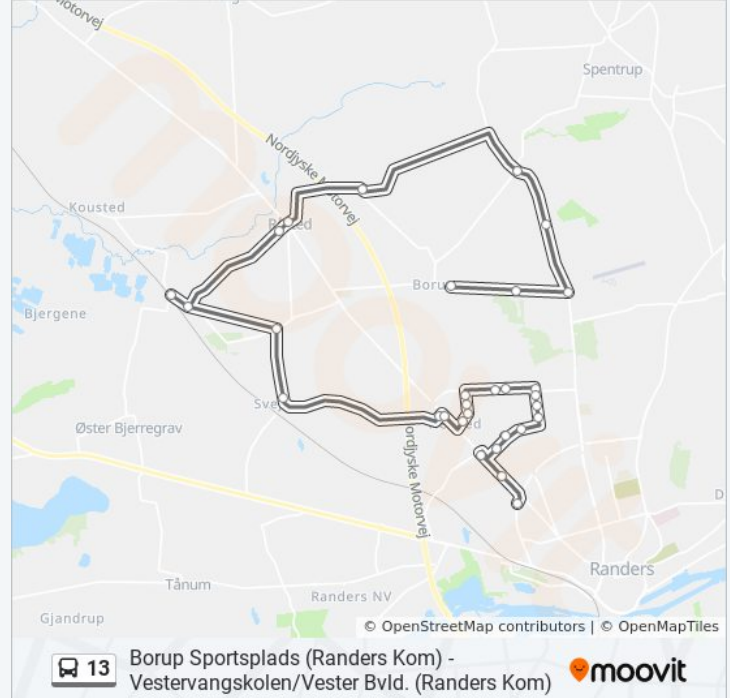 Spentrup
Nordjyske Motorvej
Kousted
Bjergene
Øster Bjerregrav
Nordjyske Motorvej
Tånum
Randers NV
Randers
Gjandrup
© OpenStreetMap contributors | © OpenMapTiles
13
Borup Sportsplads (Randers Kom) -
Vestervangskolen/Vester Bvld. (Randers Kom)
moovit